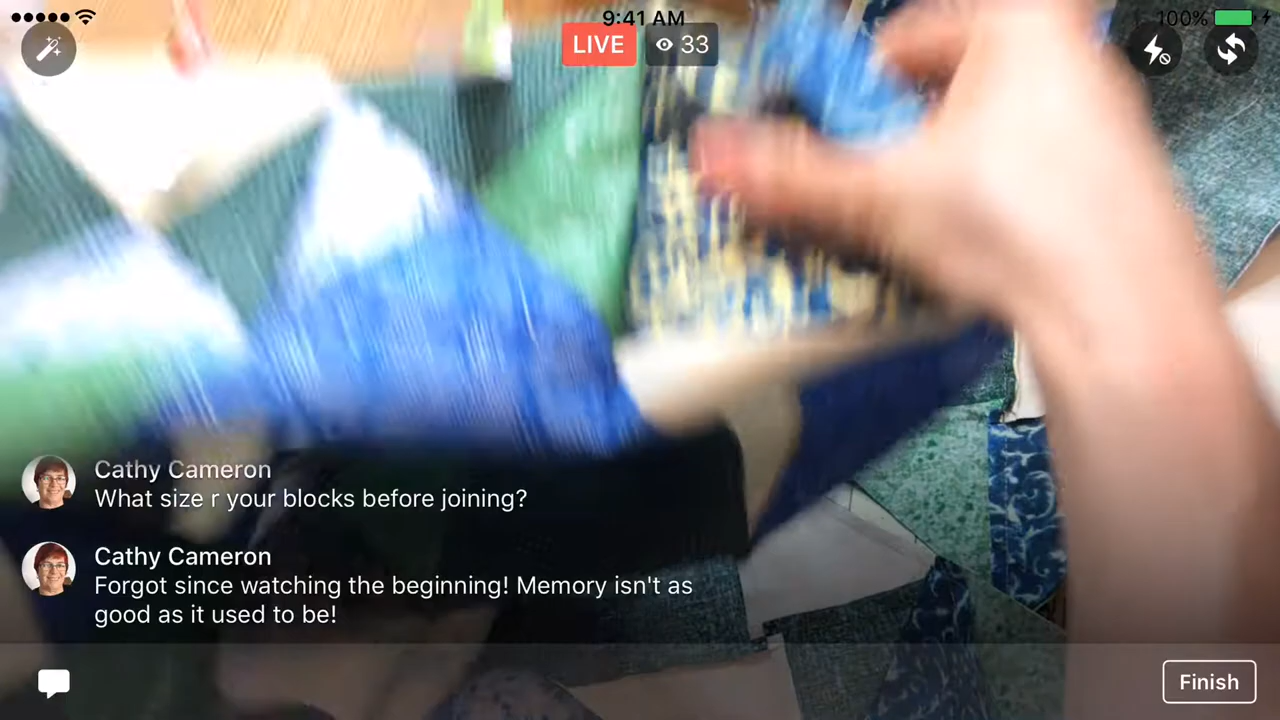 9:41 AM
100%
LIVE 33
Cathy Cameron
What size r your blocks before joining?
Cathy Cameron
Forgot since watching the beginning! Memory isn't as
good as it used to be!
Finish